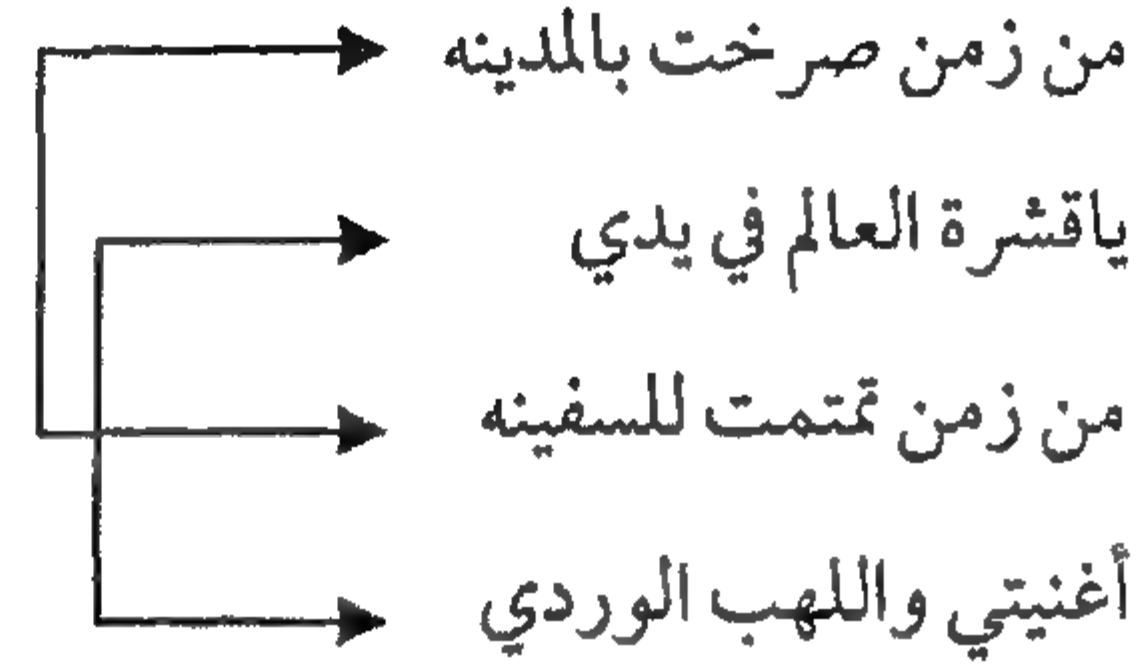 من زمن صرخت بالمدينه
ياقشرة العالم في يدي
من زمن تمتمت للسفينه
أغنيتي واللهب الوردي